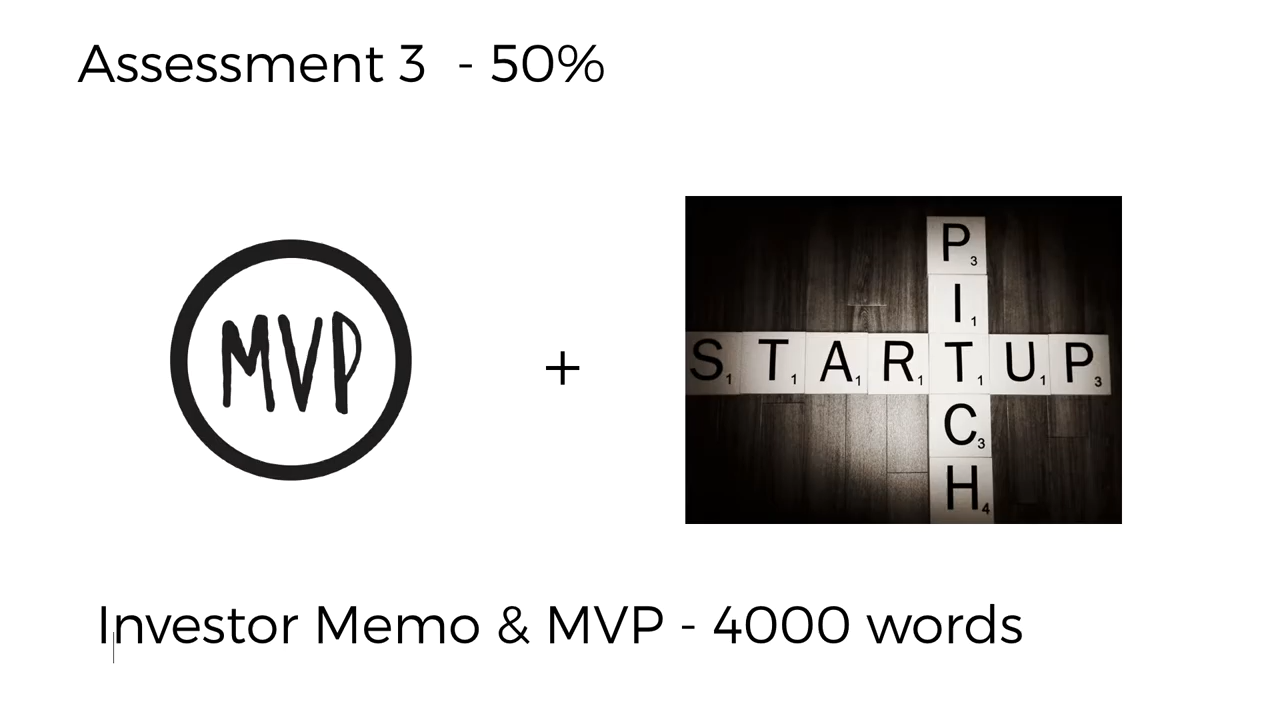 Assessment 3  - 50%
MVP
+
PITCH
STARTUP
Investor Memo & MVP - 4000 words